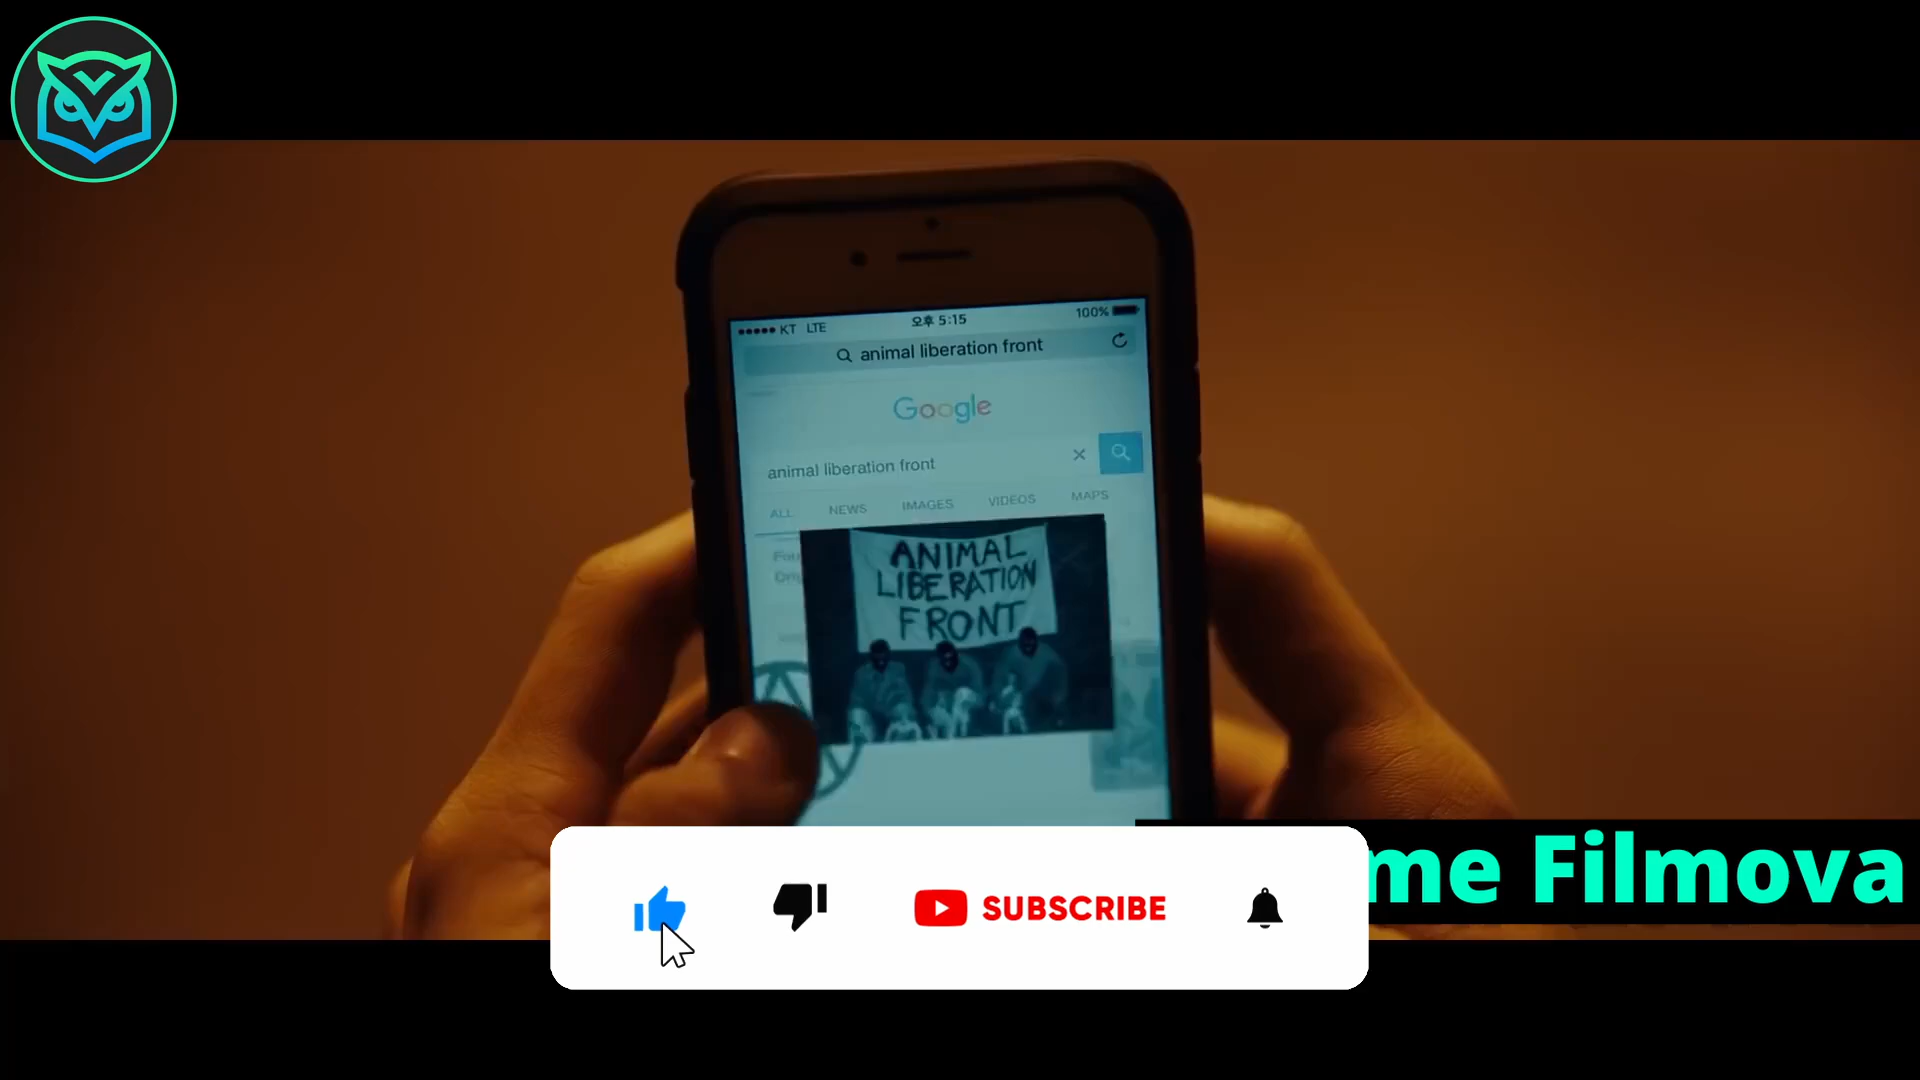 KT LTE
오후 5:15
100%
animal liberation front
Google
animal liberation front
ALL NEWS IMAGES VIDEOS MAPS
ANIMAL
LIBERATION
FRONT
me Filmova
SUBSCRIBE